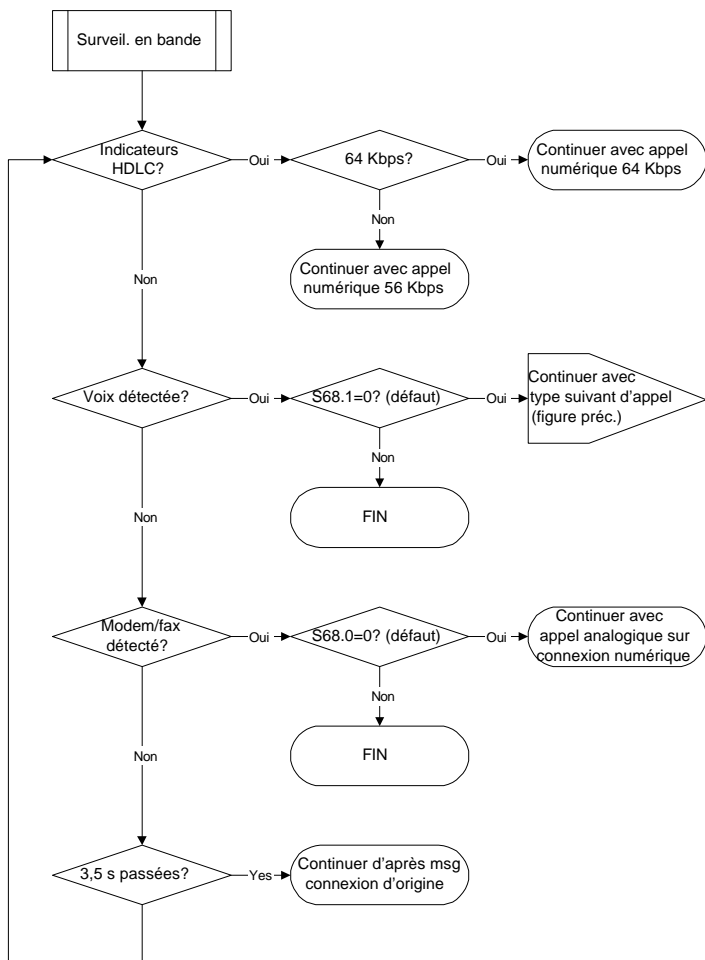 Surveil. en bande
Indicateurs
HDLC?
Oui
64 Kbps?
Oui
Continuer avec appel
numérique 64 Kbps
Non
Continuer avec appel
numérique 56 Kbps
Non
Voix détectée?
Oui
S68.1=0? (défaut)
Oui
Continuer avec
type suivant d'appel
(figure préc.)
Non
FIN
Non
Modem/fax
détecté?
Oui
S68.0=0? (défaut)
Oui
Continuer avec
appel analogique sur
connexion numérique
Non
FIN
Non
3,5 s passées?
Yes
Continuer d'après msg
connexion d'origine